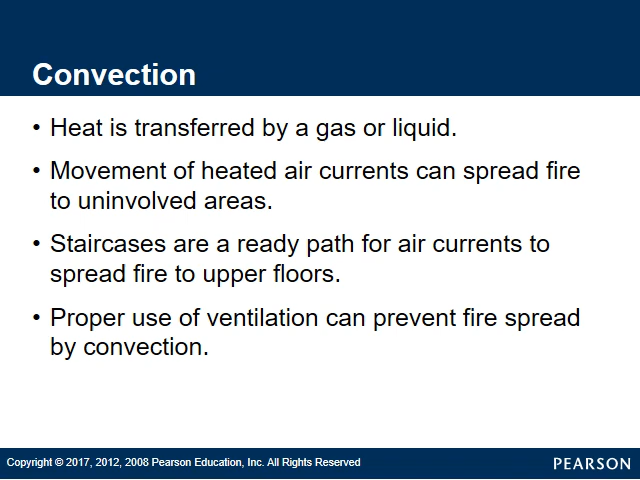 Convection
• Heat is transferred by a gas or liquid.
• Movement of heated air currents can spread fire
to uninvolved areas.
• Staircases are a ready path for air currents to
spread fire to upper floors.
• Proper use of ventilation can prevent fire spread
by convection.
Copyright © 2017, 2012, 2008 Pearson Education, Inc. All Rights Reserved
PEARSON